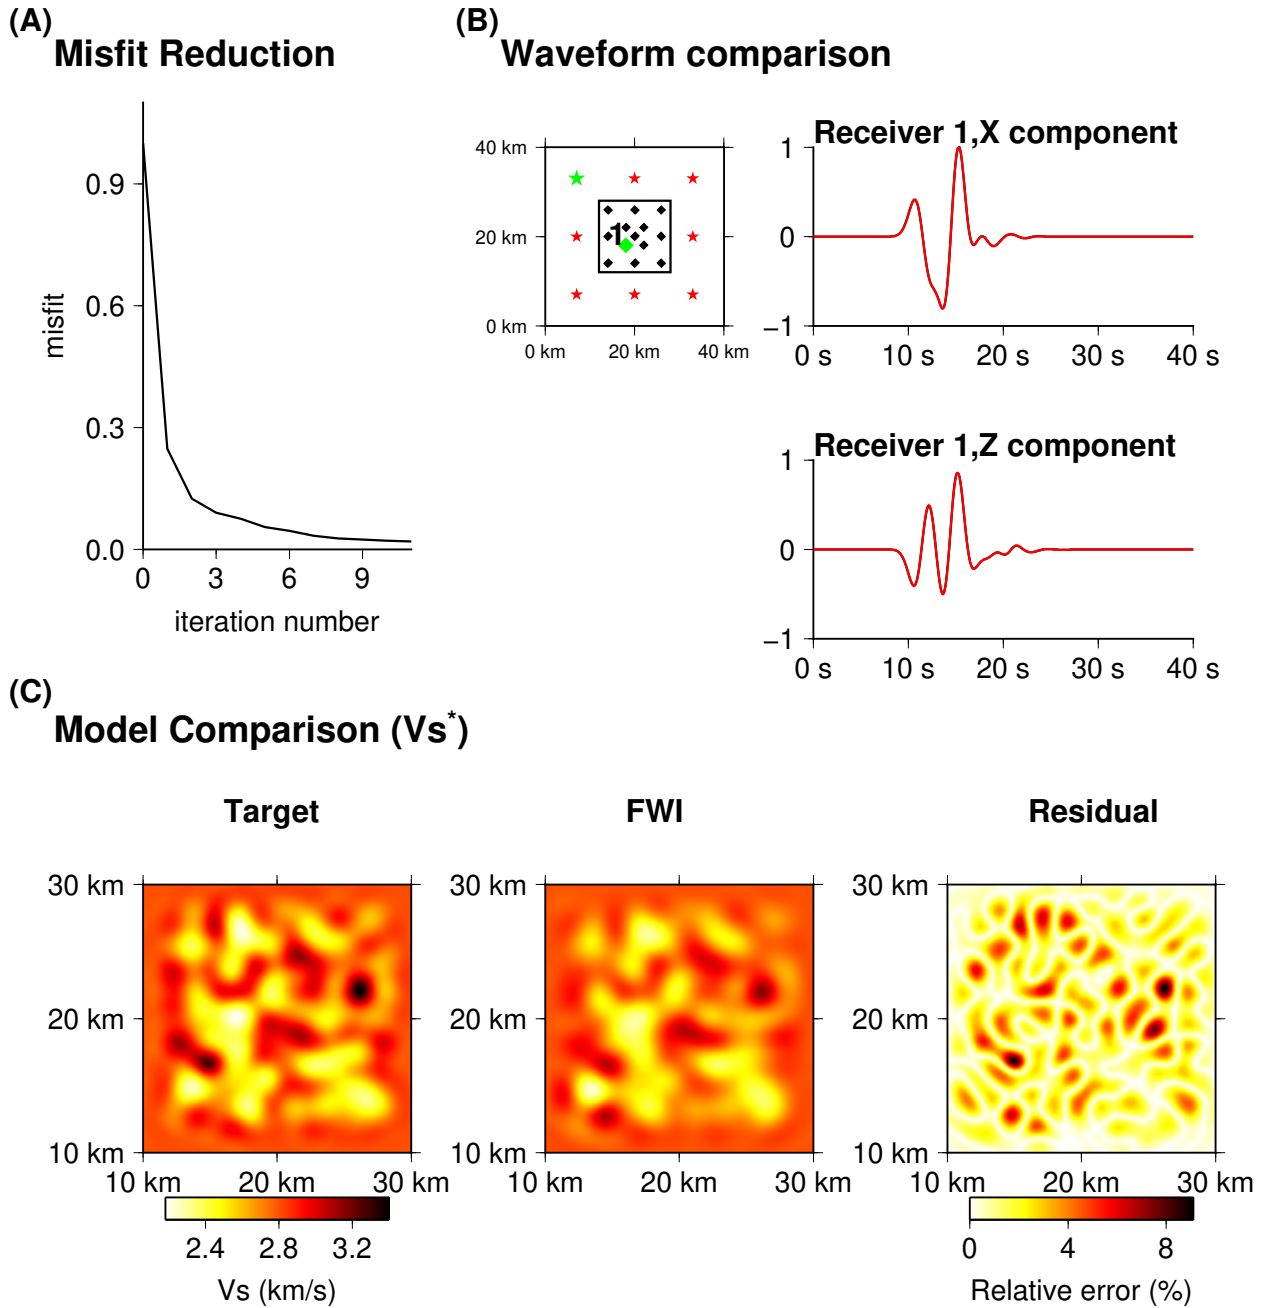 (A)
Misfit Reduction
0.9
0.6
0.3
0.0
misfit
0 3 6 9
iteration number
(B)
Waveform comparison
40 km
20 km
0 km
0 km 20 km 40 km
1
Receiver 1,X component
1
0
−1
0 s 10 s 20 s 30 s 40 s
Receiver 1,Z component
1
0
−1
0 s 10 s 20 s 30 s 40 s
(C)
Model Comparison (Vs*)
Target
30 km
20 km
10 km
10 km 20 km 30 km
2.4 2.8 3.2
Vs (km/s)
FWI
30 km
20 km
10 km
10 km 20 km 30 km
Residual
30 km
20 km
10 km
10 km 20 km 30 km
0 4 8
Relative error (%)